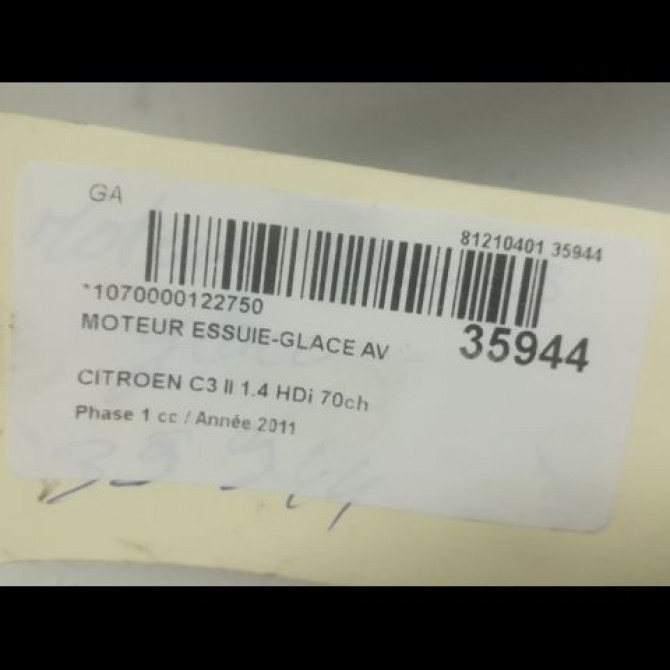 GA
81210401 35944
*1070000122750
35944
MOTEUR ESSUIE-GLACE AV
CITROEN C3 II 1.4 HDi 70ch
Phase 1 cc / Année 2011
35944